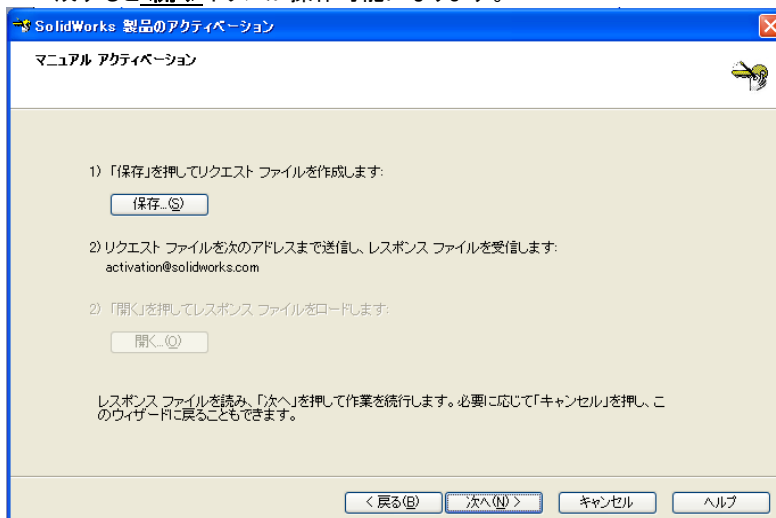 SolidWorks 製品のアクティベーション
マニュアル アクティベーション
1) 「保存」を押してリクエスト ファイルを作成します:
保存...(S)
2) リクエスト ファイルを次のアドレスまで送信し、レスポンス ファイルを受信します:
activation@solidworks.com
2) 「開く」を押してレスポンス ファイルをロードします:
開く...(O)
レスポンス ファイルを読み、「次へ」を押して作業を続行します。必要に応じて「キャンセル」を押し、こ
のウィザードに戻ることもできます。
< 戻る(B) 次へ(N) > キャンセル ヘルプ